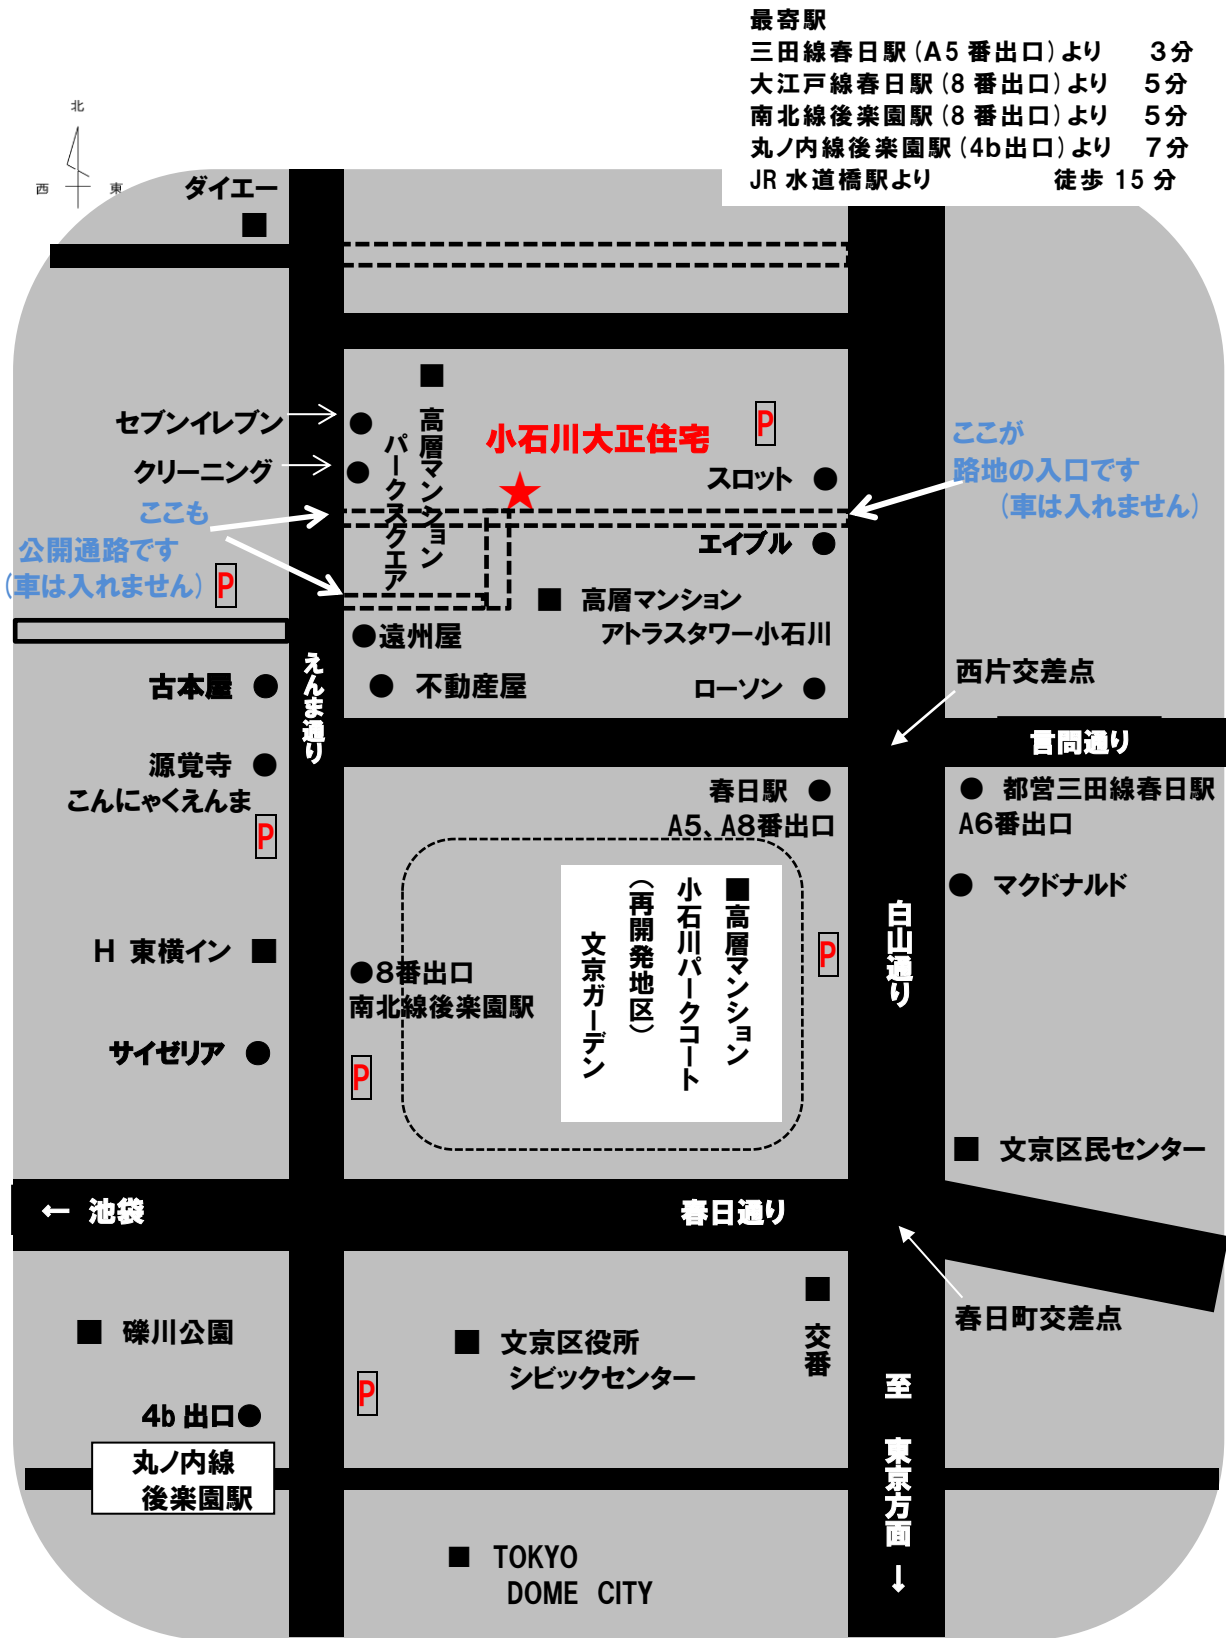 最寄駅
三田線春日駅(A5 番出口)より 3分
大江戸線春日駅(8 番出口)より 5分
南北線後楽園駅(8 番出口)より 5分
丸ノ内線後楽園駅(4b出口)より 7分
JR 水道橋駅より 徒歩 15 分
北
西 東
ダイエー
セブンイレブン
クリーニング
高層マンション
パークスクエア
小石川大正住宅
P
スロット
ここが
路地の入口です
(車は入れません)
ここも
公開通路です
(車は入れません)
P
エイブル
高層マンション
アトラスタワー小石川
遠州屋
不動産屋
ローソン
古本屋
えんま通り
西片交差点
言問通り
源覚寺
こんにゃくえんま
P
春日駅
A5、A8番出口
都営三田線春日駅
A6番出口
マクドナルド
■高層マンション
小石川パークコート
(再開発地区)
文京ガーデン
P
白山通り
H 東横イン
●8番出口
南北線後楽園駅
サイゼリア
P
文京区民センター
← 池袋
春日通り
春日町交差点
礫川公園
文京区役所
シビックセンター
交番
P
4b 出口●
丸ノ内線
後楽園駅
至 東京方面 →
TOKYO
DOME CITY